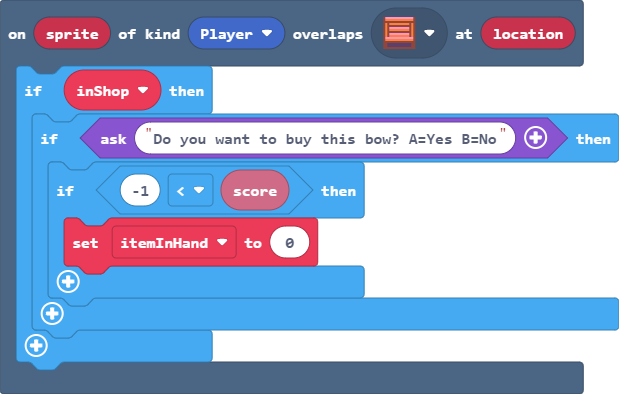 on sprite of kind Player overlaps at location
if inShop then
if ask "Do you want to buy this bow? A=Yes B=No" then
if -1 < score then
set itemInHand to 0